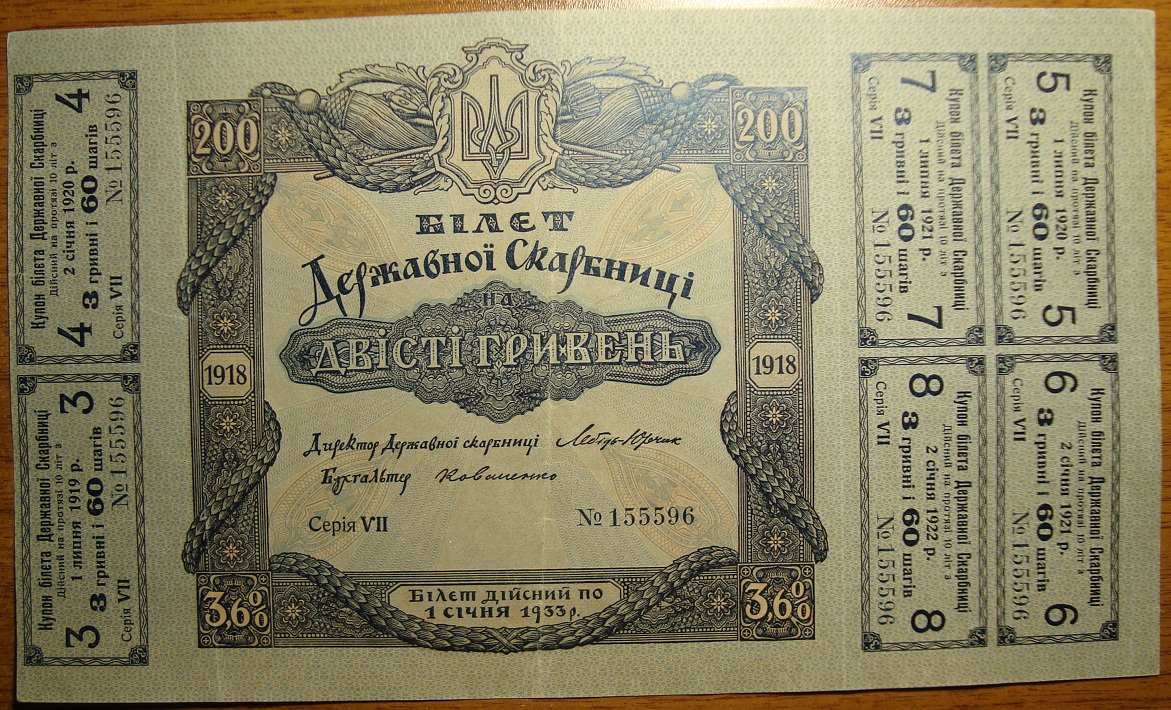 200
200
БІЛЕТ
Державної Скарбниці
НА
ДВІСТІ ГРИВЕНЬ
1918
1918
Директор Державної скарбниці Лебідь-Юрчик
Бухгальтер
Серія VII
№ 155596
3,6%
БІЛЕТ ДІЙСНИЙ ПО
1 СІЧНЯ 1933 р.
3,6%
Купон білета Державної Скарбниці
Дійсний на протязі 10 літ з
4 2 січня 1920 р. 4
3 гривні і 60 шагів
Серія VII № 155596
Купон білета Державної Скарбниці
Дійсний на протязі 10 літ з
3 1 липня 1919 р. 3
3 гривні і 60 шагів
Серія VII № 155596
Купон білета Державної Скарбниці
Дійсний на протязі 10 літ з
7 1 липня 1921 р. 7
3 гривні і 60 шагів
Серія VII № 155596
Купон білета Державної Скарбниці
Дійсний на протязі 10 літ з
5 1 липня 1920 р. 5
3 гривні і 60 шагів
Серія VII № 155596
Купон білета Державної Скарбниці
Дійсний на протязі 10 літ з
8 2 січня 1922 р. 8
3 гривні і 60 шагів
Серія VII № 155596
Купон білета Державної Скарбниці
Дійсний на протязі 10 літ з
6 2 січня 1921 р. 6
3 гривні і 60 шагів
Серія VII № 155596